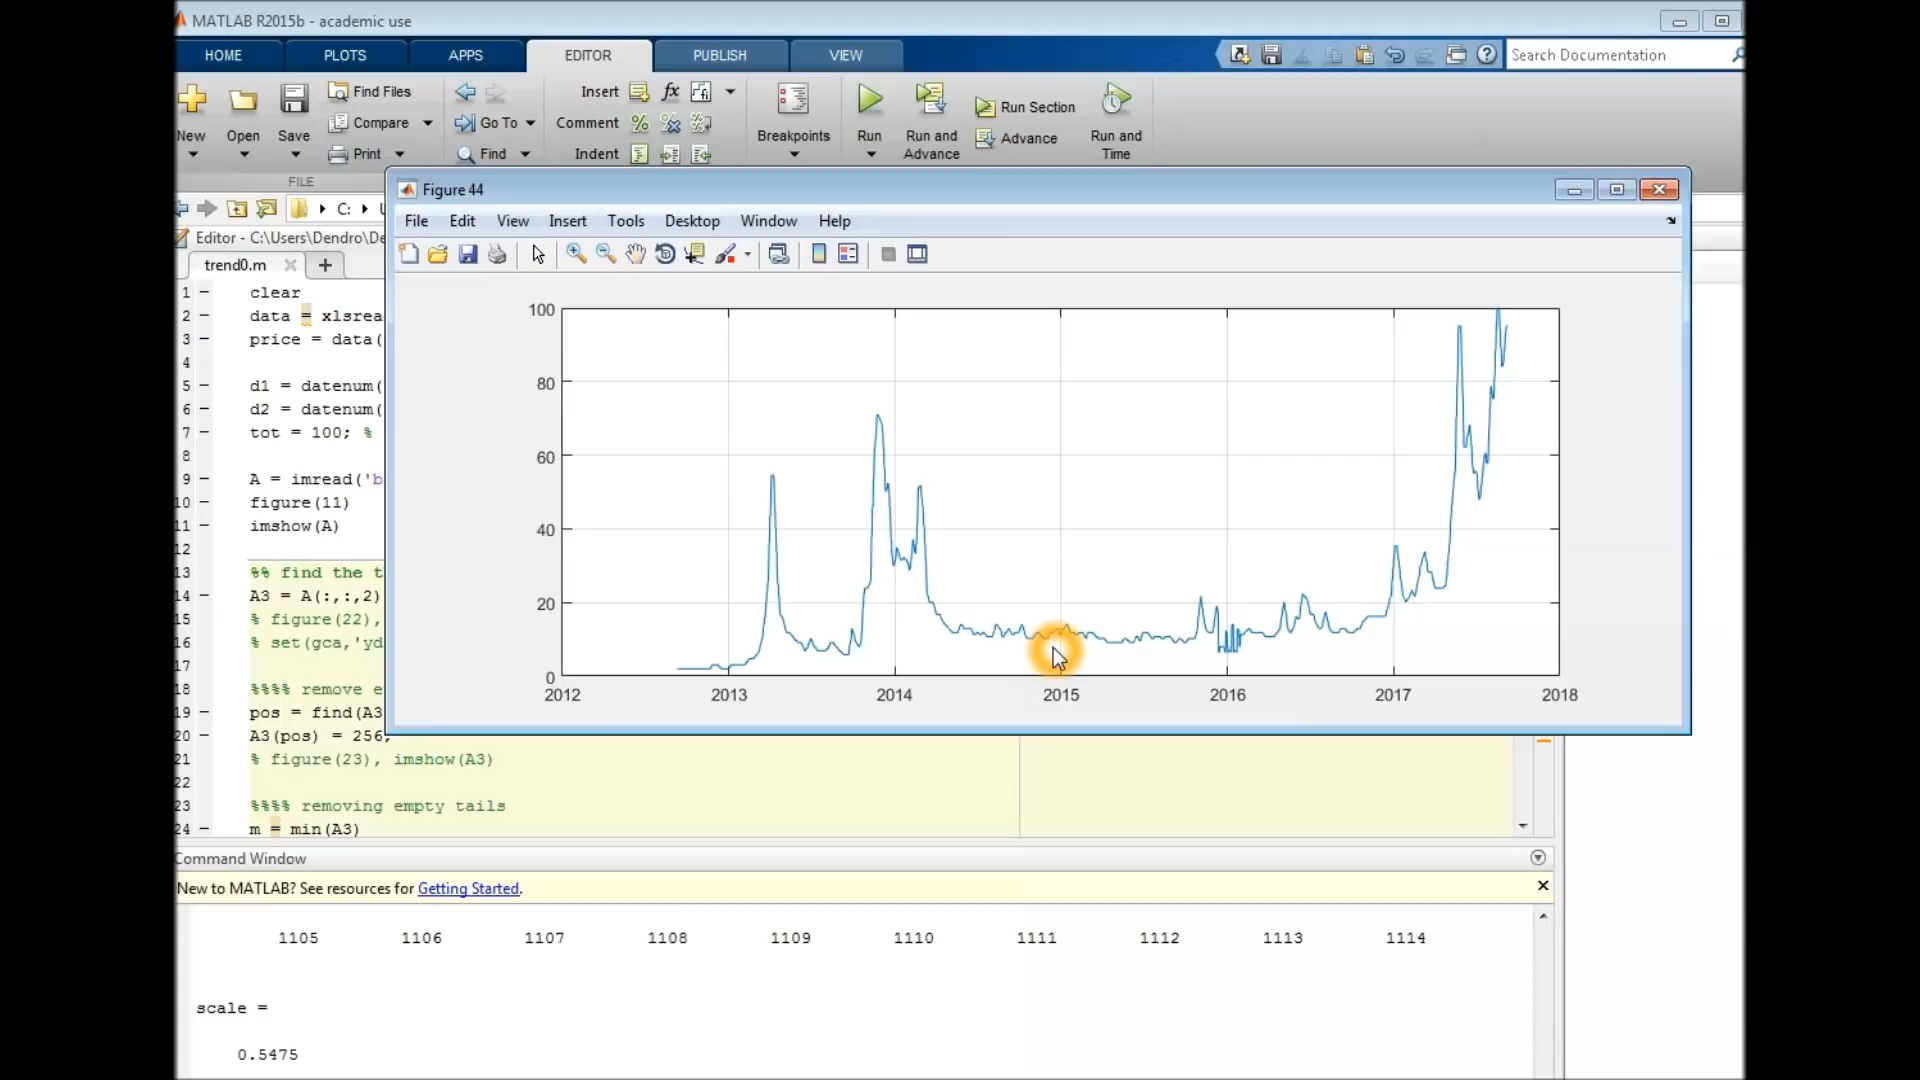 MATLAB R2015b - academic use
HOME PLOTS APPS EDITOR PUBLISH VIEW
Search Documentation
New Open Save Find Files Compare Print
Go To Find
Insert Comment Indent
fx
Breakpoints Run Run and Advance Run Section Advance Run and Time
FILE
C:
Editor - C:\Users\Dendro\De
trend0.m
1 clear
2 data = xlsrea
3 price = data(
4
5 d1 = datenum(
6 d2 = datenum(
7 tot = 100; %
8
9 A = imread('b
10 figure(11)
11 imshow(A)
12
13 %% find the t
14 A3 = A(:,:,2)
15 % figure(22),
16 % set(gca,'yd
17
18 %%%% remove e
19 pos = find(A3
20 A3(pos) = 256;
21 % figure(23), imshow(A3)
22
23 %%%% removing empty tails
24 m = min(A3)
Figure 44
File Edit View Insert Tools Desktop Window Help
100
80
60
40
20
0
2012 2013 2014 2015 2016 2017 2018
Command Window
New to MATLAB? See resources for Getting Started.
1105 1106 1107 1108 1109 1110 1111 1112 1113 1114
scale =
0.5475